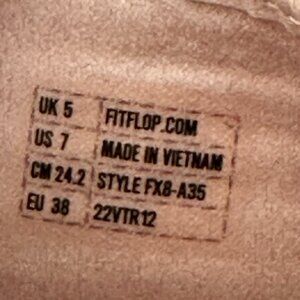 UK 5 FITFLOP.COM
US 7 MADE IN VIETNAM
CM 24.2 STYLE FX8-A35
EU 38 22VTR12